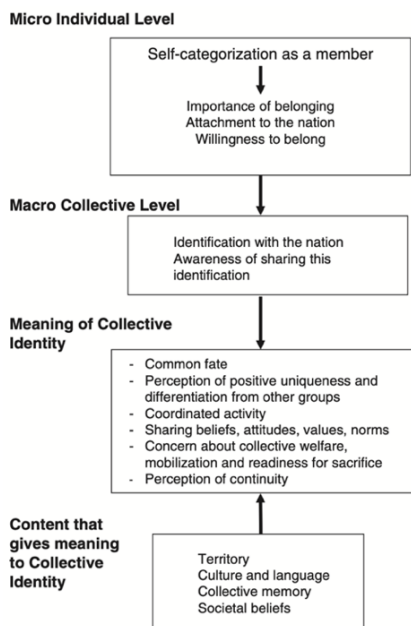 Micro Individual Level
Self-categorization as a member
Importance of belonging
Attachment to the nation
Willingness to belong
Macro Collective Level
Identification with the nation
Awareness of sharing this
identification
Meaning of Collective
Identity
- Common fate
- Perception of positive uniqueness and
differentiation from other groups
- Coordinated activity
- Sharing beliefs, attitudes, values, norms
- Concern about collective welfare,
mobilization and readiness for sacrifice
- Perception of continuity
Content that
gives meaning
to Collective
Identity
Territory
Culture and language
Collective memory
Societal beliefs